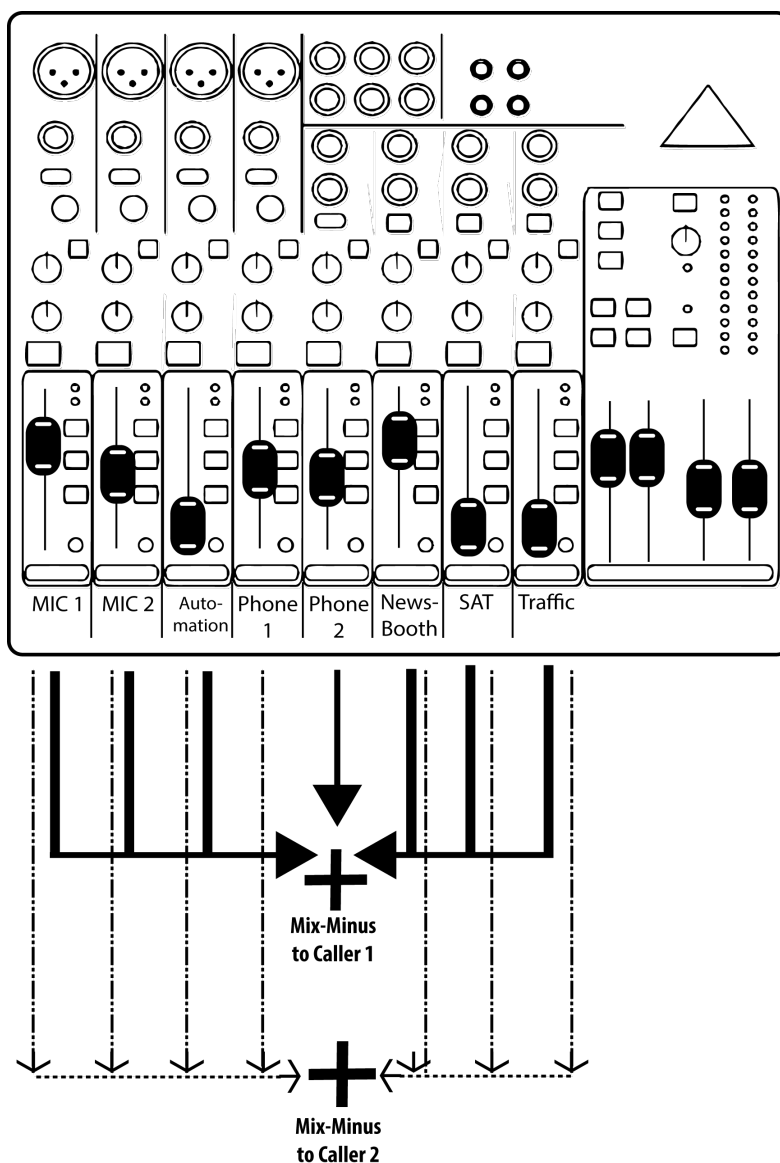 MIC 1
MIC 2
Auto-
mation
Phone
1
Phone
2
News-
Booth
SAT
Traffic
Mix-Minus
to Caller 1
Mix-Minus
to Caller 2